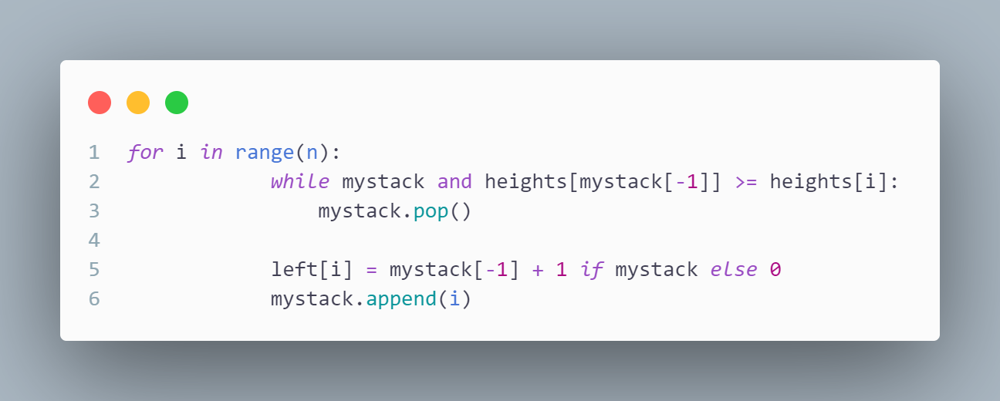 1 for i in range(n):
2             while mystack and heights[mystack[-1]] >= heights[i]:
3                 mystack.pop()
4
5             left[i] = mystack[-1] + 1 if mystack else 0
6             mystack.append(i)